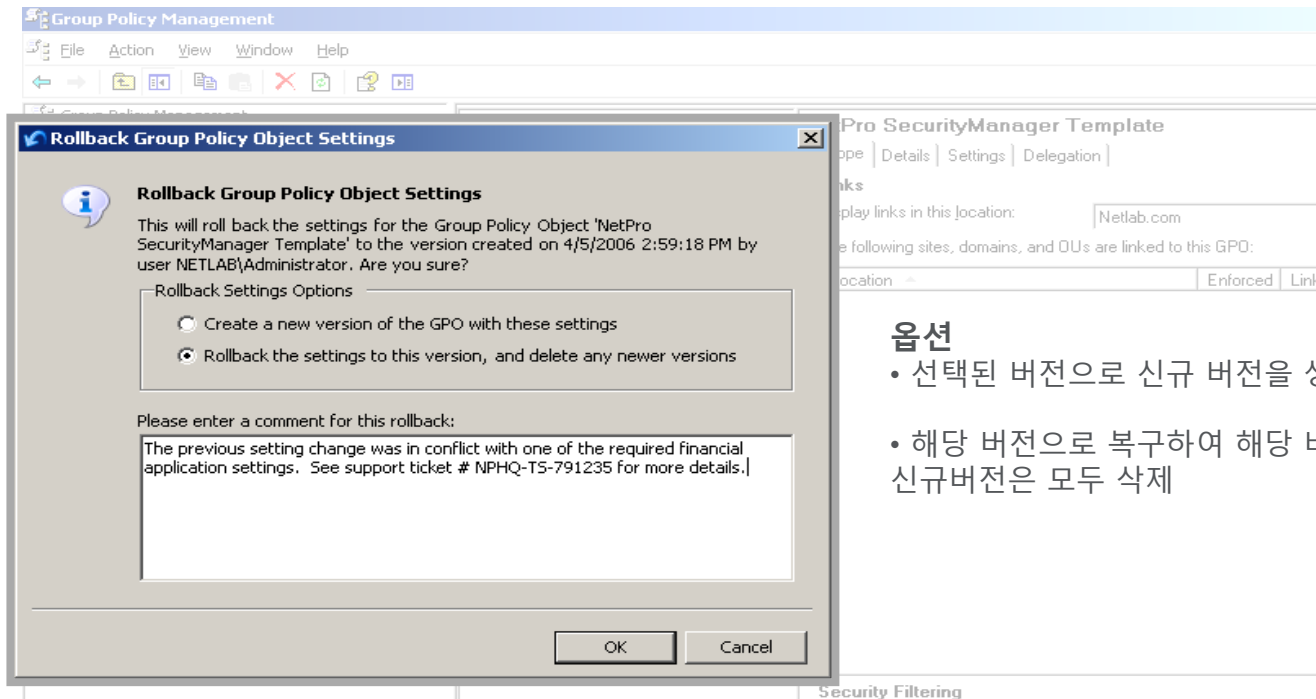 Group Policy Management
File Action View Window Help
Group Policy Management
Rollback Group Policy Object Settings
Rollback Group Policy Object Settings
This will roll back the settings for the Group Policy Object 'NetPro
SecurityManager Template' to the version created on 4/5/2006 2:59:18 PM by
user NETLAB\Administrator. Are you sure?
Rollback Settings Options
Create a new version of the GPO with these settings
Rollback the settings to this version, and delete any newer versions
Please enter a comment for this rollback:
The previous setting change was in conflict with one of the required financial
application settings. See support ticket # NPHQ-TS-791235 for more details.
OK Cancel
Pro SecurityManager Template
Details Settings Delegation
links in this location: Netlab.com
following sites, domains, and OUs are linked to this GPO:
Enforced
옵션
• 선택된 버전으로 신규 버전을
• 해당 버전으로 복구하여 해당
신규버전은 모두 삭제
Security Filtering